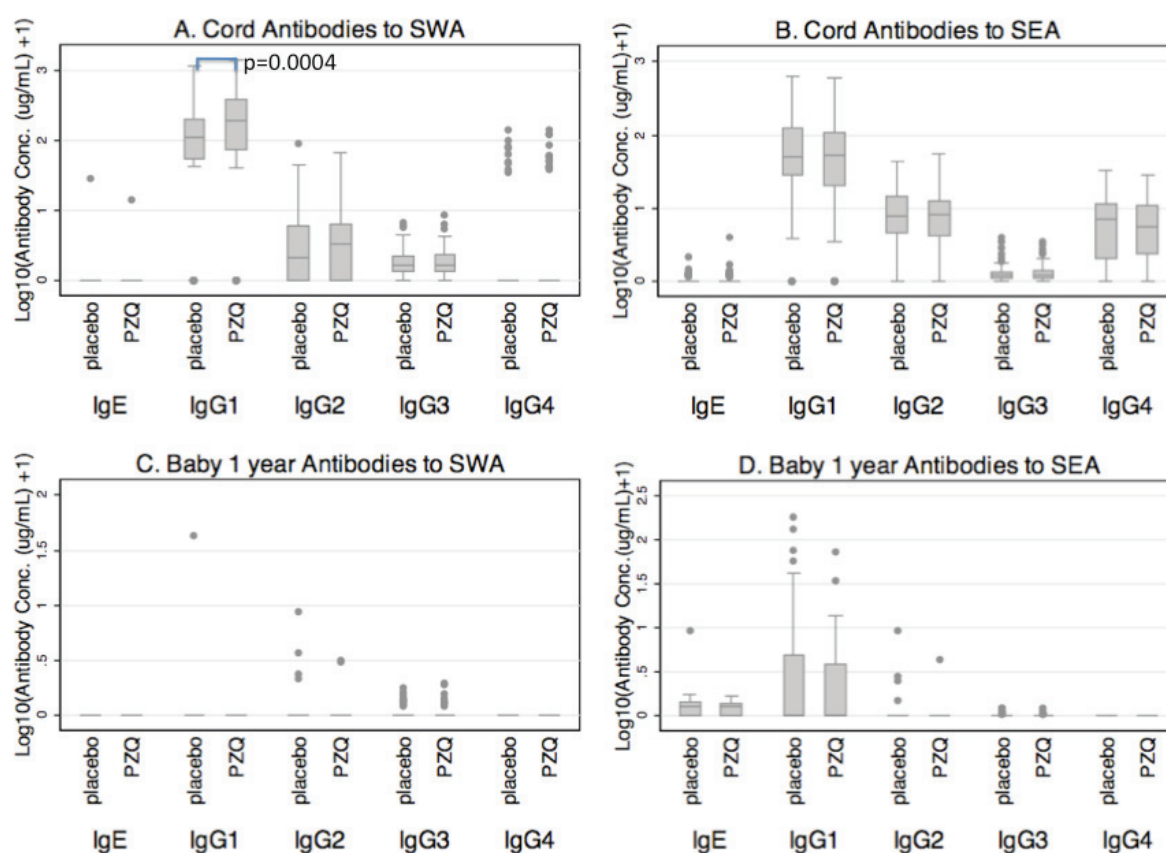 A. Cord Antibodies to SWA
Log10(Antibody Conc. (ug/mL) +1)
3
2
1
0
p=0.0004
placebo PZQ placebo PZQ placebo PZQ placebo PZQ placebo PZQ
IgE IgG1 IgG2 IgG3 IgG4
B. Cord Antibodies to SEA
Log10(Antibody Conc. (ug/mL)+1)
3
2
1
0
placebo PZQ placebo PZQ placebo PZQ placebo PZQ placebo PZQ
IgE IgG1 IgG2 IgG3 IgG4
C. Baby 1 year Antibodies to SWA
Log10(Antibody Conc. (ug/mL) +1)
2
1.5
1
.5
0
placebo PZQ placebo PZQ placebo PZQ placebo PZQ placebo PZQ
IgE IgG1 IgG2 IgG3 IgG4
D. Baby 1 year Antibodies to SEA
Log10(Antibody Conc.(ug/mL)+1)
2.5
2
1.5
1
.5
0
placebo PZQ placebo PZQ placebo PZQ placebo PZQ placebo PZQ
IgE IgG1 IgG2 IgG3 IgG4